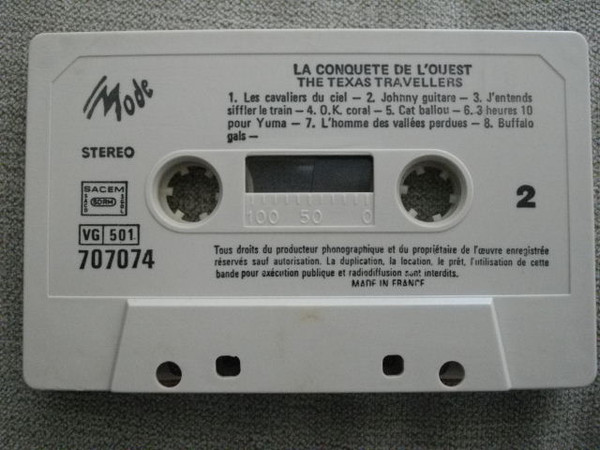 LA CONQUETE DE L'OUEST
THE TEXAS TRAVELLERS
1. Les cavaliers du ciel — 2. Johnny guitare — 3. J'entends
siffler le train — 4. O.K. coral — 5. Cat ballou — 6. 3 heures 10
pour Yuma — 7. L'homme des vallées perdues — 8. Buffalo
gals —
Mode
STEREO
SACEM
SDRM
VG 501
707074
100 50 0
2
Tous droits du producteur phonographique et du propriétaire de l'œuvre enregistrée
réservés sauf autorisation. La duplication, la location, le prêt, l'utilisation de cette
bande pour exécution publique et radiodiffusion sont interdits.
MADE IN FRANCE